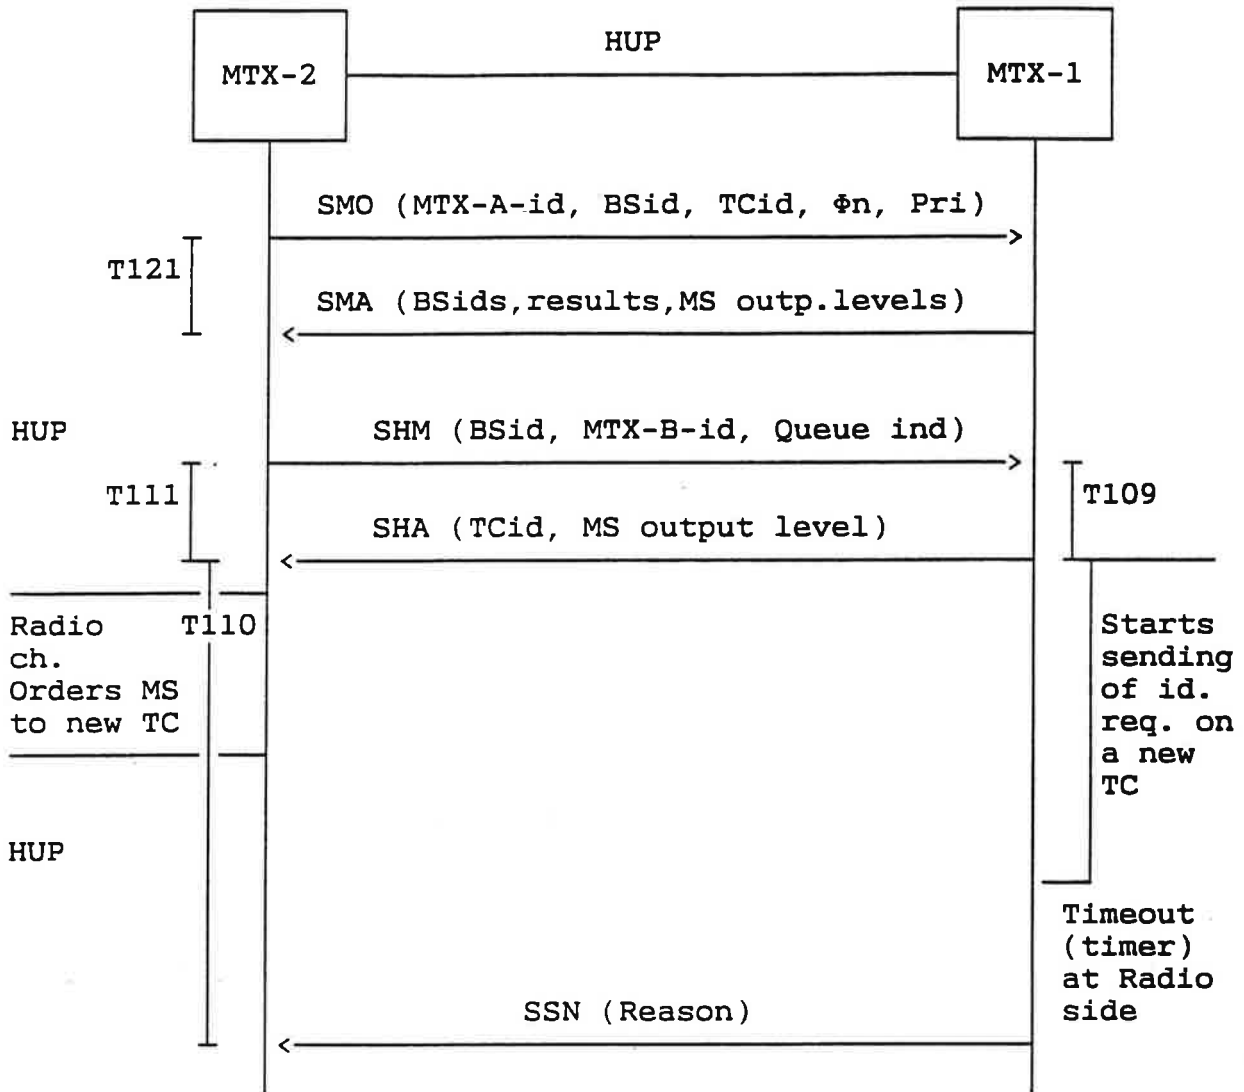 HUP
MTX-2
MTX-1
SMO (MTX-A-id, BSid, TCid, Φn, Pri)
T121
SMA (BSids,results,MS outp.levels)
HUP
SHM (BSid, MTX-B-id, Queue ind)
T111
T109
SHA (TCid, MS output level)
Radio
ch.
Orders MS
to new TC
T110
Starts
sending
of id.
req. on
a new
TC
HUP
Timeout
(timer)
at Radio
side
SSN (Reason)